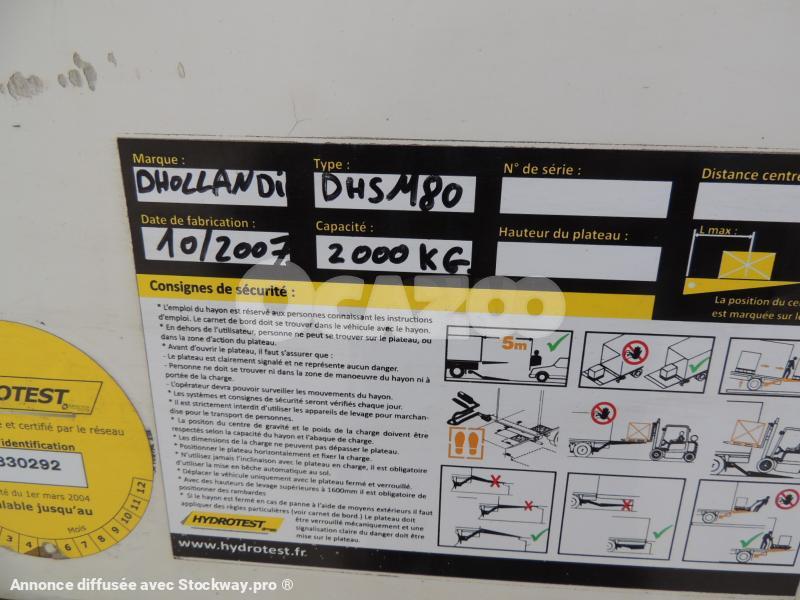 Marque :
DHOLLANDi
Type :
DHSM80
N° de série :
Distance centre
Date de fabrication :
10/2007
Capacité :
2000 KG.
Hauteur du plateau :
L max :
La position du ce
est marquée sur le
Consignes de sécurité :
* L'emploi du hayon est réservé aux personnes connaissant les instructions
d'emploi. Le carnet de bord doit se trouver dans le véhicule avec le hayon.
* En dehors de l'utilisateur, personne ne peut se trouver sur le plateau, ou
dans la zone d'action du plateau.
* Avant d'ouvrir le plateau, il faut s'assurer que :
- Le plateau est clairement signalé et ne représente aucun danger.
- Personne ne doit se trouver ni dans la zone de manoeuvre du hayon ni à
portée de la charge.
- L'opérateur devra pouvoir surveiller les mouvements du hayon.
* Les systèmes et consignes de sécurité seront vérifiés chaque jour.
* Il est strictement interdit d'utiliser les appareils de levage pour marchan-
dise pour le transport de personnes.
* La positon du centre de gravité et le poids de la charge doivent être
respectés selon la capacité du hayon et l'abaque de charge.
* Les dimensions de la charge ne peuvent pas dépasser le plateau.
* Positionner le plateau horizontalement et fixer la charge.
* N'utilisez jamais l'inclinaison avec le plateau en charge, il est obligatoire
d'utiliser la mise en bêche automatique au sol.
* Déplacer le véhicule uniquement avec le plateau fermé et verrouillé.
* Avec des hauteurs de levage supérieures à 1600mm il est obligatoire de
positionner des rambardes
* Si le hayon est fermé en cas de panne à l'aide de moyens extérieurs il faut
appliquer des règles particulières (voir carnet de bord.) Le plateau doit
être verrouillé mécaniquement et une
signalisation claire du danger doit être
mise sur le plateau.
HYDROTEST
www.hydrotest.fr
5m
OCAZOO
DROTEST
e et certifié par le réseau
identification
830292
té du 1er mars 2004
alable jusqu'au
Mois
6 7 8 9 10 11 12
Annonce diffusée avec Stockway.pro ®